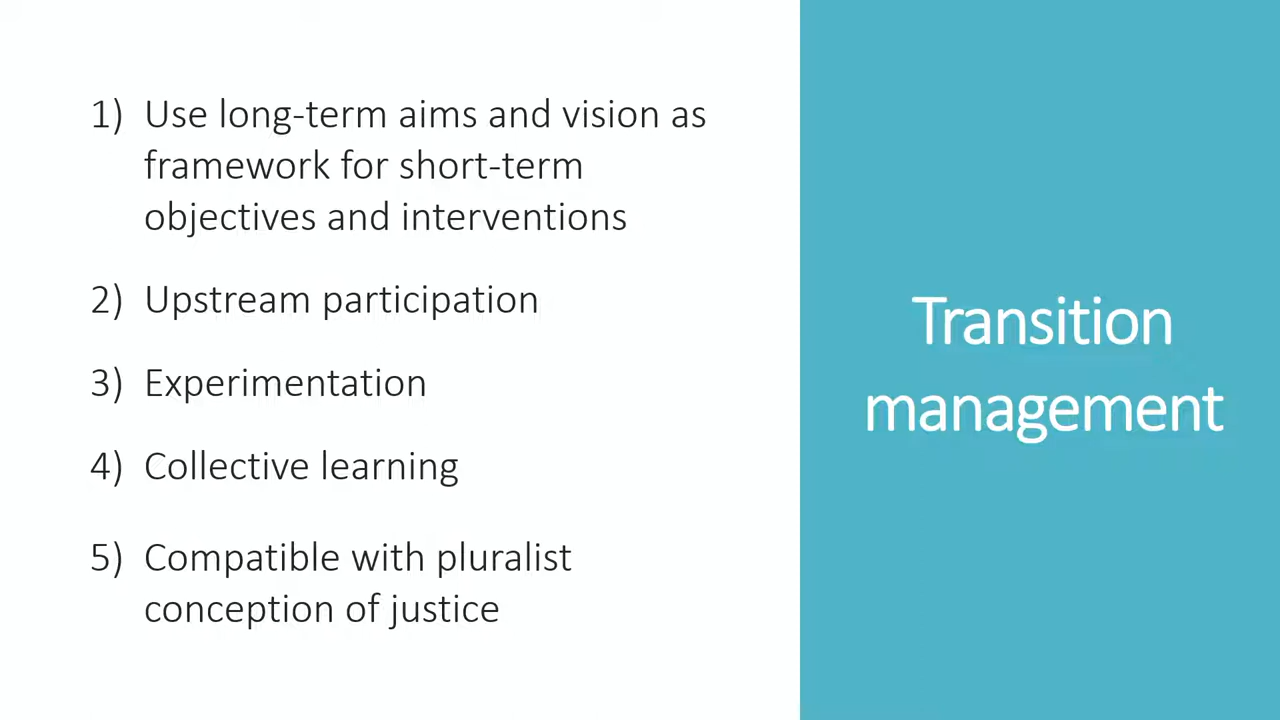 1) Use long-term aims and vision as
framework for short-term
objectives and interventions
2) Upstream participation
3) Experimentation
4) Collective learning
5) Compatible with pluralist
conception of justice
Transition
management